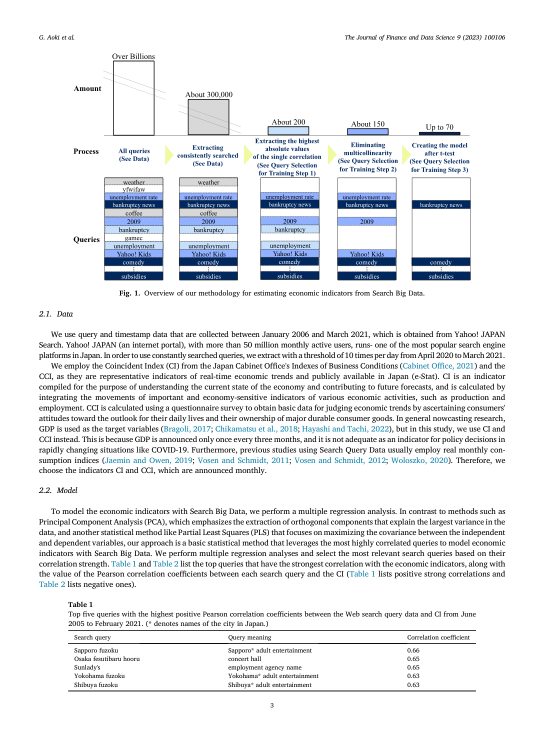 G. Aoki et al.
The Journal of Finance and Data Science 9 (2023) 100106
Over Billions
Amount
About 300,000
About 200
About 150
Up to 70
Process
All queries
(See Data)
Extracting
consistently searched
(See Data)
Extracting the highest
absolute values
of the single correlation
(See Query Selection
for Training Step 1)
Eliminating
multicollinearity
(See Query Selection
for Training Step 2)
Creating the model
after t-test
(See Query Selection
for Training Step 3)
Queries
weather
yfwifaw
unemployment rate
bankruptcy news
coffee
2009
bankruptcy
gamec
unemployment
Yahoo! Kids
comedy
⋮
subsidies
weather
unemployment rate
bankruptcy news
coffee
2009
bankruptcy
unemployment
Yahoo! Kids
comedy
⋮
subsidies
unemployment rate
bankruptcy news
2009
bankruptcy
unemployment
Yahoo! Kids
comedy
⋮
subsidies
unemployment rate
bankruptcy news
2009
Yahoo! Kids
comedy
⋮
subsidies
bankruptcy news
comedy
⋮
subsidies
Fig. 1. Overview of our methodology for estimating economic indicators from Search Big Data.
2.1. Data
We use query and timestamp data that are collected between January 2006 and March 2021, which is obtained from Yahoo! JAPAN
Search. Yahoo! JAPAN (an internet portal), with more than 50 million monthly active users, runs- one of the most popular search engine
platforms in Japan. In order to use constantly searched queries, we extract with a threshold of 10 times per day from April 2020 to March 2021.
We employ the Coincident Index (CI) from the Japan Cabinet Office's Indexes of Business Conditions (Cabinet Office, 2021) and the
CCI, as they are representative indicators of real-time economic trends and publicly available in Japan (e-Stat). CI is an indicator
compiled for the purpose of understanding the current state of the economy and contributing to future forecasts, and is calculated by
integrating the movements of important and economy-sensitive indicators of various economic activities, such as production and
employment. CCI is calculated using a questionnaire survey to obtain basic data for judging economic trends by ascertaining consumers'
attitudes toward the outlook for their daily lives and their ownership of major durable consumer goods. In general nowcasting research,
GDP is used as the target variables (Bragoli, 2017; Chikamatsu et al., 2018; Hayashi and Tachi, 2022), but in this study, we use CI and
CCI instead. This is because GDP is announced only once every three months, and it is not adequate as an indicator for policy decisions in
rapidly changing situations like COVID-19. Furthermore, previous studies using Search Query Data usually employ real monthly con-
sumption indices (Jaemin and Owen, 2019; Vosen and Schmidt, 2011; Vosen and Schmidt, 2012; Woloszko, 2020). Therefore, we
choose the indicators CI and CCI, which are announced monthly.
2.2. Model
To model the economic indicators with Search Big Data, we perform a multiple regression analysis. In contrast to methods such as
Principal Component Analysis (PCA), which emphasizes the extraction of orthogonal components that explain the largest variance in the
data, and another statistical method like Partial Least Squares (PLS) that focuses on maximizing the covariance between the independent
and dependent variables, our approach is a basic statistical method that leverages the most highly correlated queries to model economic
indicators with Search Big Data. We perform multiple regression analyses and select the most relevant search queries based on their
correlation strength. Table 1 and Table 2 list the top queries that have the strongest correlation with the economic indicators, along with
the value of the Pearson correlation coefficients between each search query and the CI (Table 1 lists positive strong correlations and
Table 2 lists negative ones).
Table 1
Top five queries with the highest positive Pearson correlation coefficients between the Web search query data and CI from June
2005 to February 2021. (* denotes names of the city in Japan.)
Search query Query meaning Correlation coefficient
Sapporo fuzoku Sapporo* adult entertainment 0.66
Osaka fesutibaru hooru concert hall 0.65
Sunlady's employment agency name 0.65
Yokohama fuzoku Yokohama* adult entertainment 0.63
Shibuya fuzoku Shibuya* adult entertainment 0.63
3